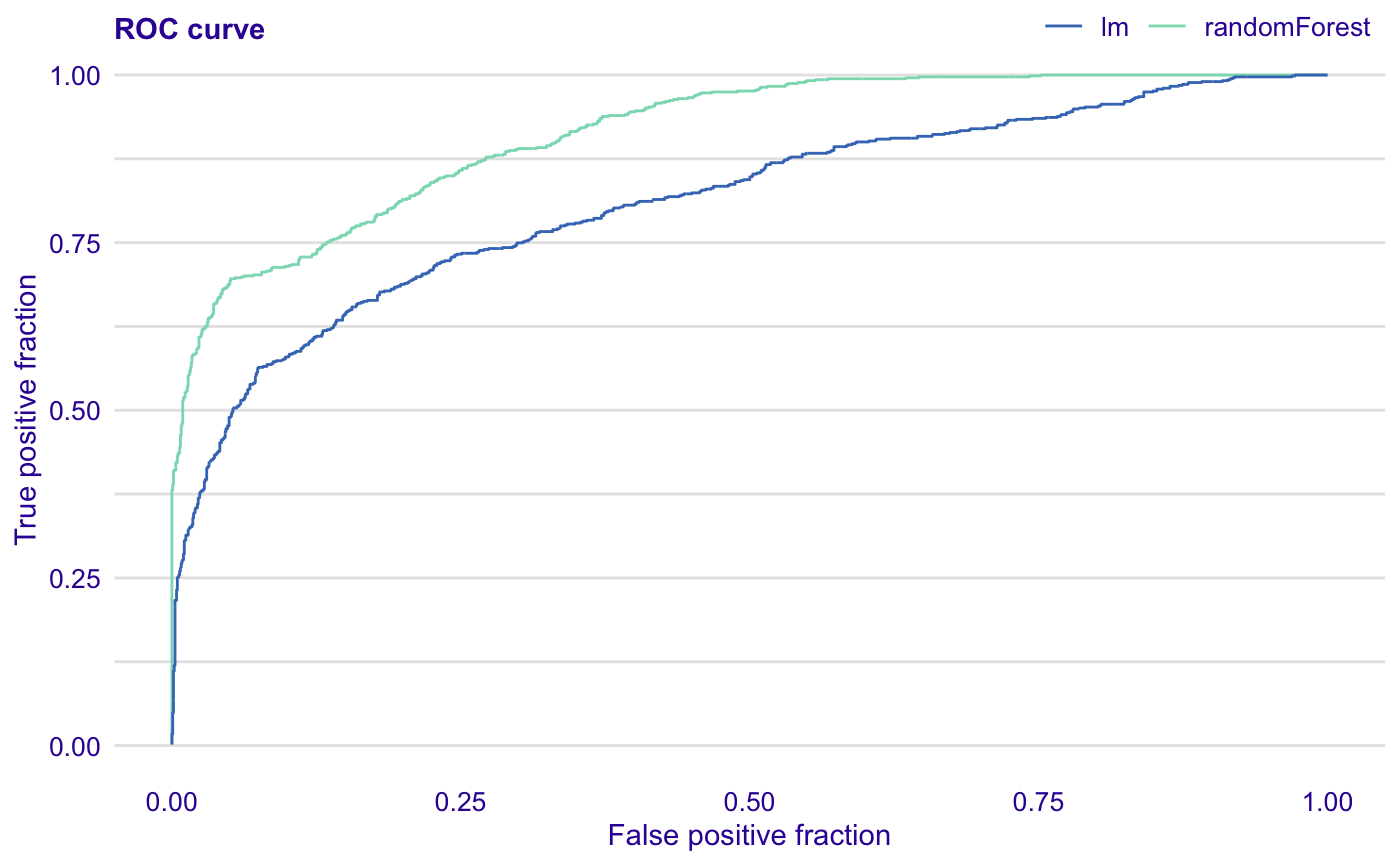 ROC curve
lm
randomForest
True positive fraction
1.00
0.75
0.50
0.25
0.00
0.00
0.25
0.50
0.75
1.00
False positive fraction